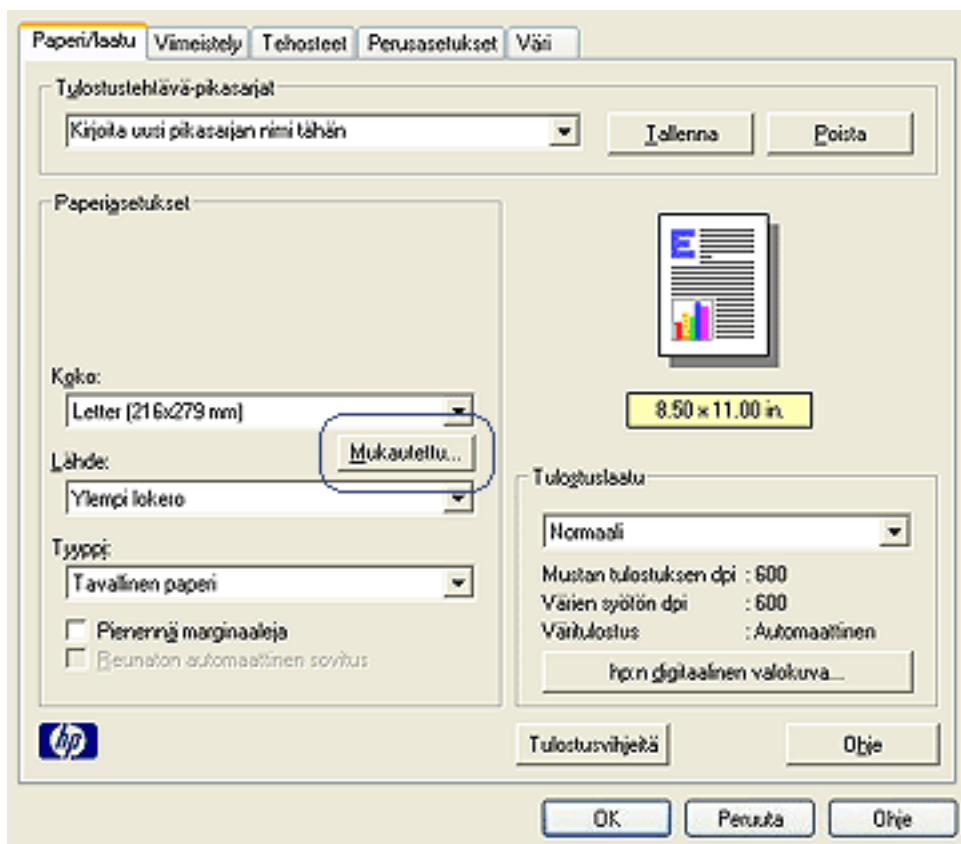 Paperi/laatu Viimeistely Tehosteet Perusasetukset Väri
Tulostustehtävä-pikasarjat
Kirjoita uusi pikasarjan nimi tähän
Tallenna
Poista
Paperiasetukset
Koko:
Letter (216x279 mm)
Mukautettu...
Lähde:
Ylempi lokero
Tyyppi:
Tavallinen paperi
Pienennä marginaaleja
Reunaton automaattinen sovitus
E
8.50 × 11.00 in.
Tulostuslaatu
Normaali
Mustan tulostuksen dpi : 600
Värien syötön dpi : 600
Väritulostus : Automaattinen
hp:n digitaalinen valokuva...
hp
Tulostusvihjeitä
Ohje
OK
Peruuta
Ohje